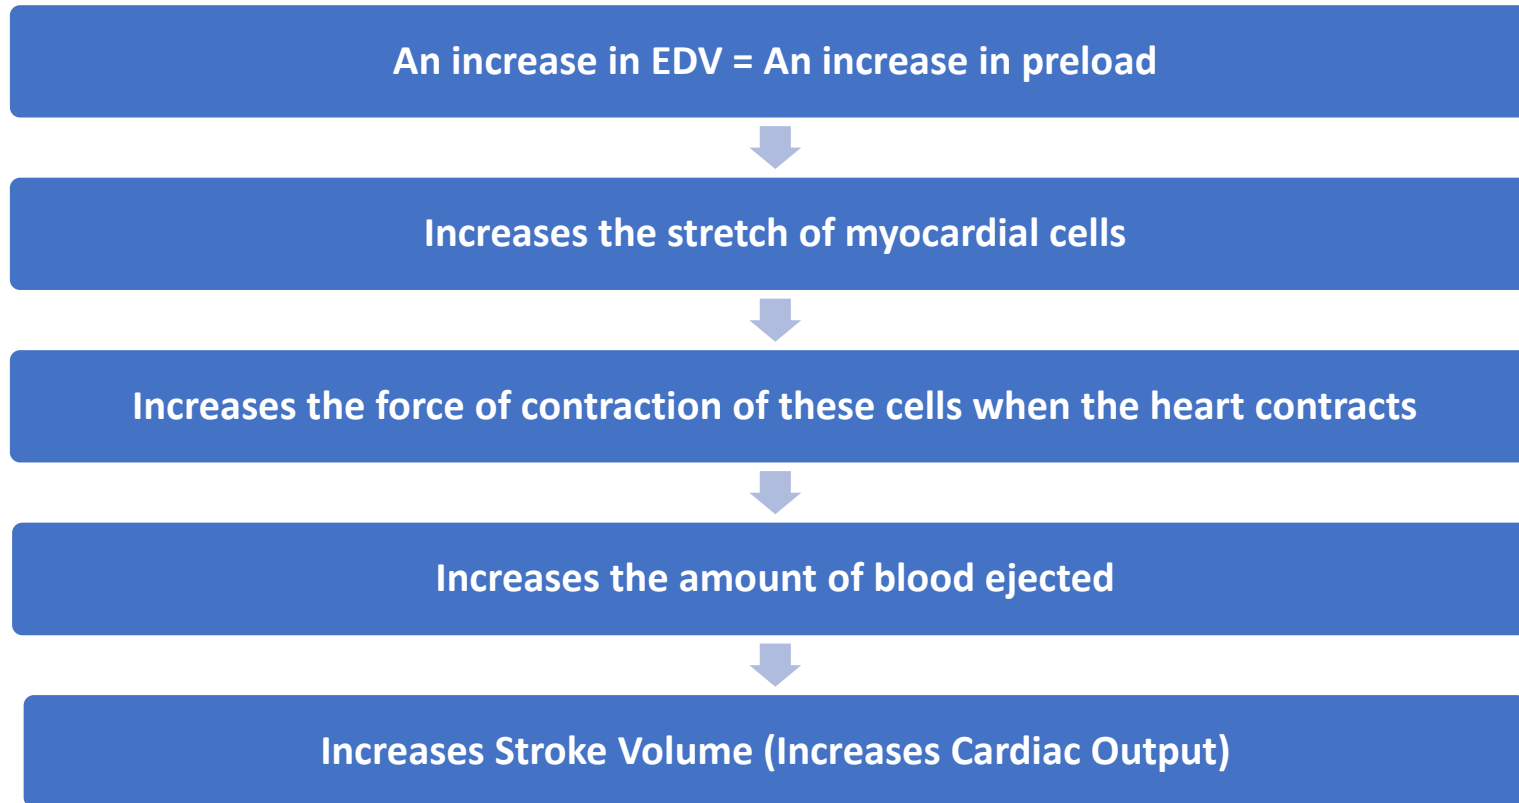 An increase in EDV = An increase in preload
Increases the stretch of myocardial cells
Increases the force of contraction of these cells when the heart contracts
Increases the amount of blood ejected
Increases Stroke Volume (Increases Cardiac Output)